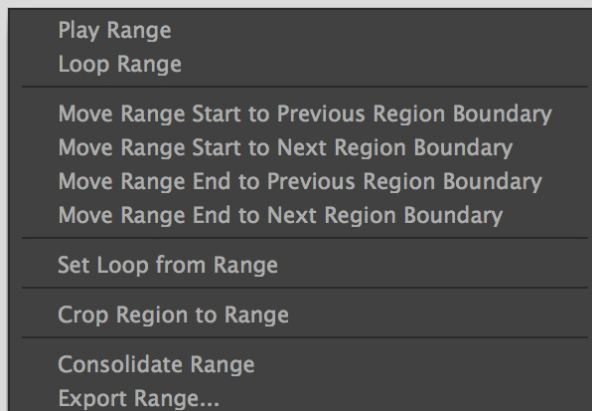 Play Range
Loop Range
Move Range Start to Previous Region Boundary
Move Range Start to Next Region Boundary
Move Range End to Previous Region Boundary
Move Range End to Next Region Boundary
Set Loop from Range
Crop Region to Range
Consolidate Range
Export Range...